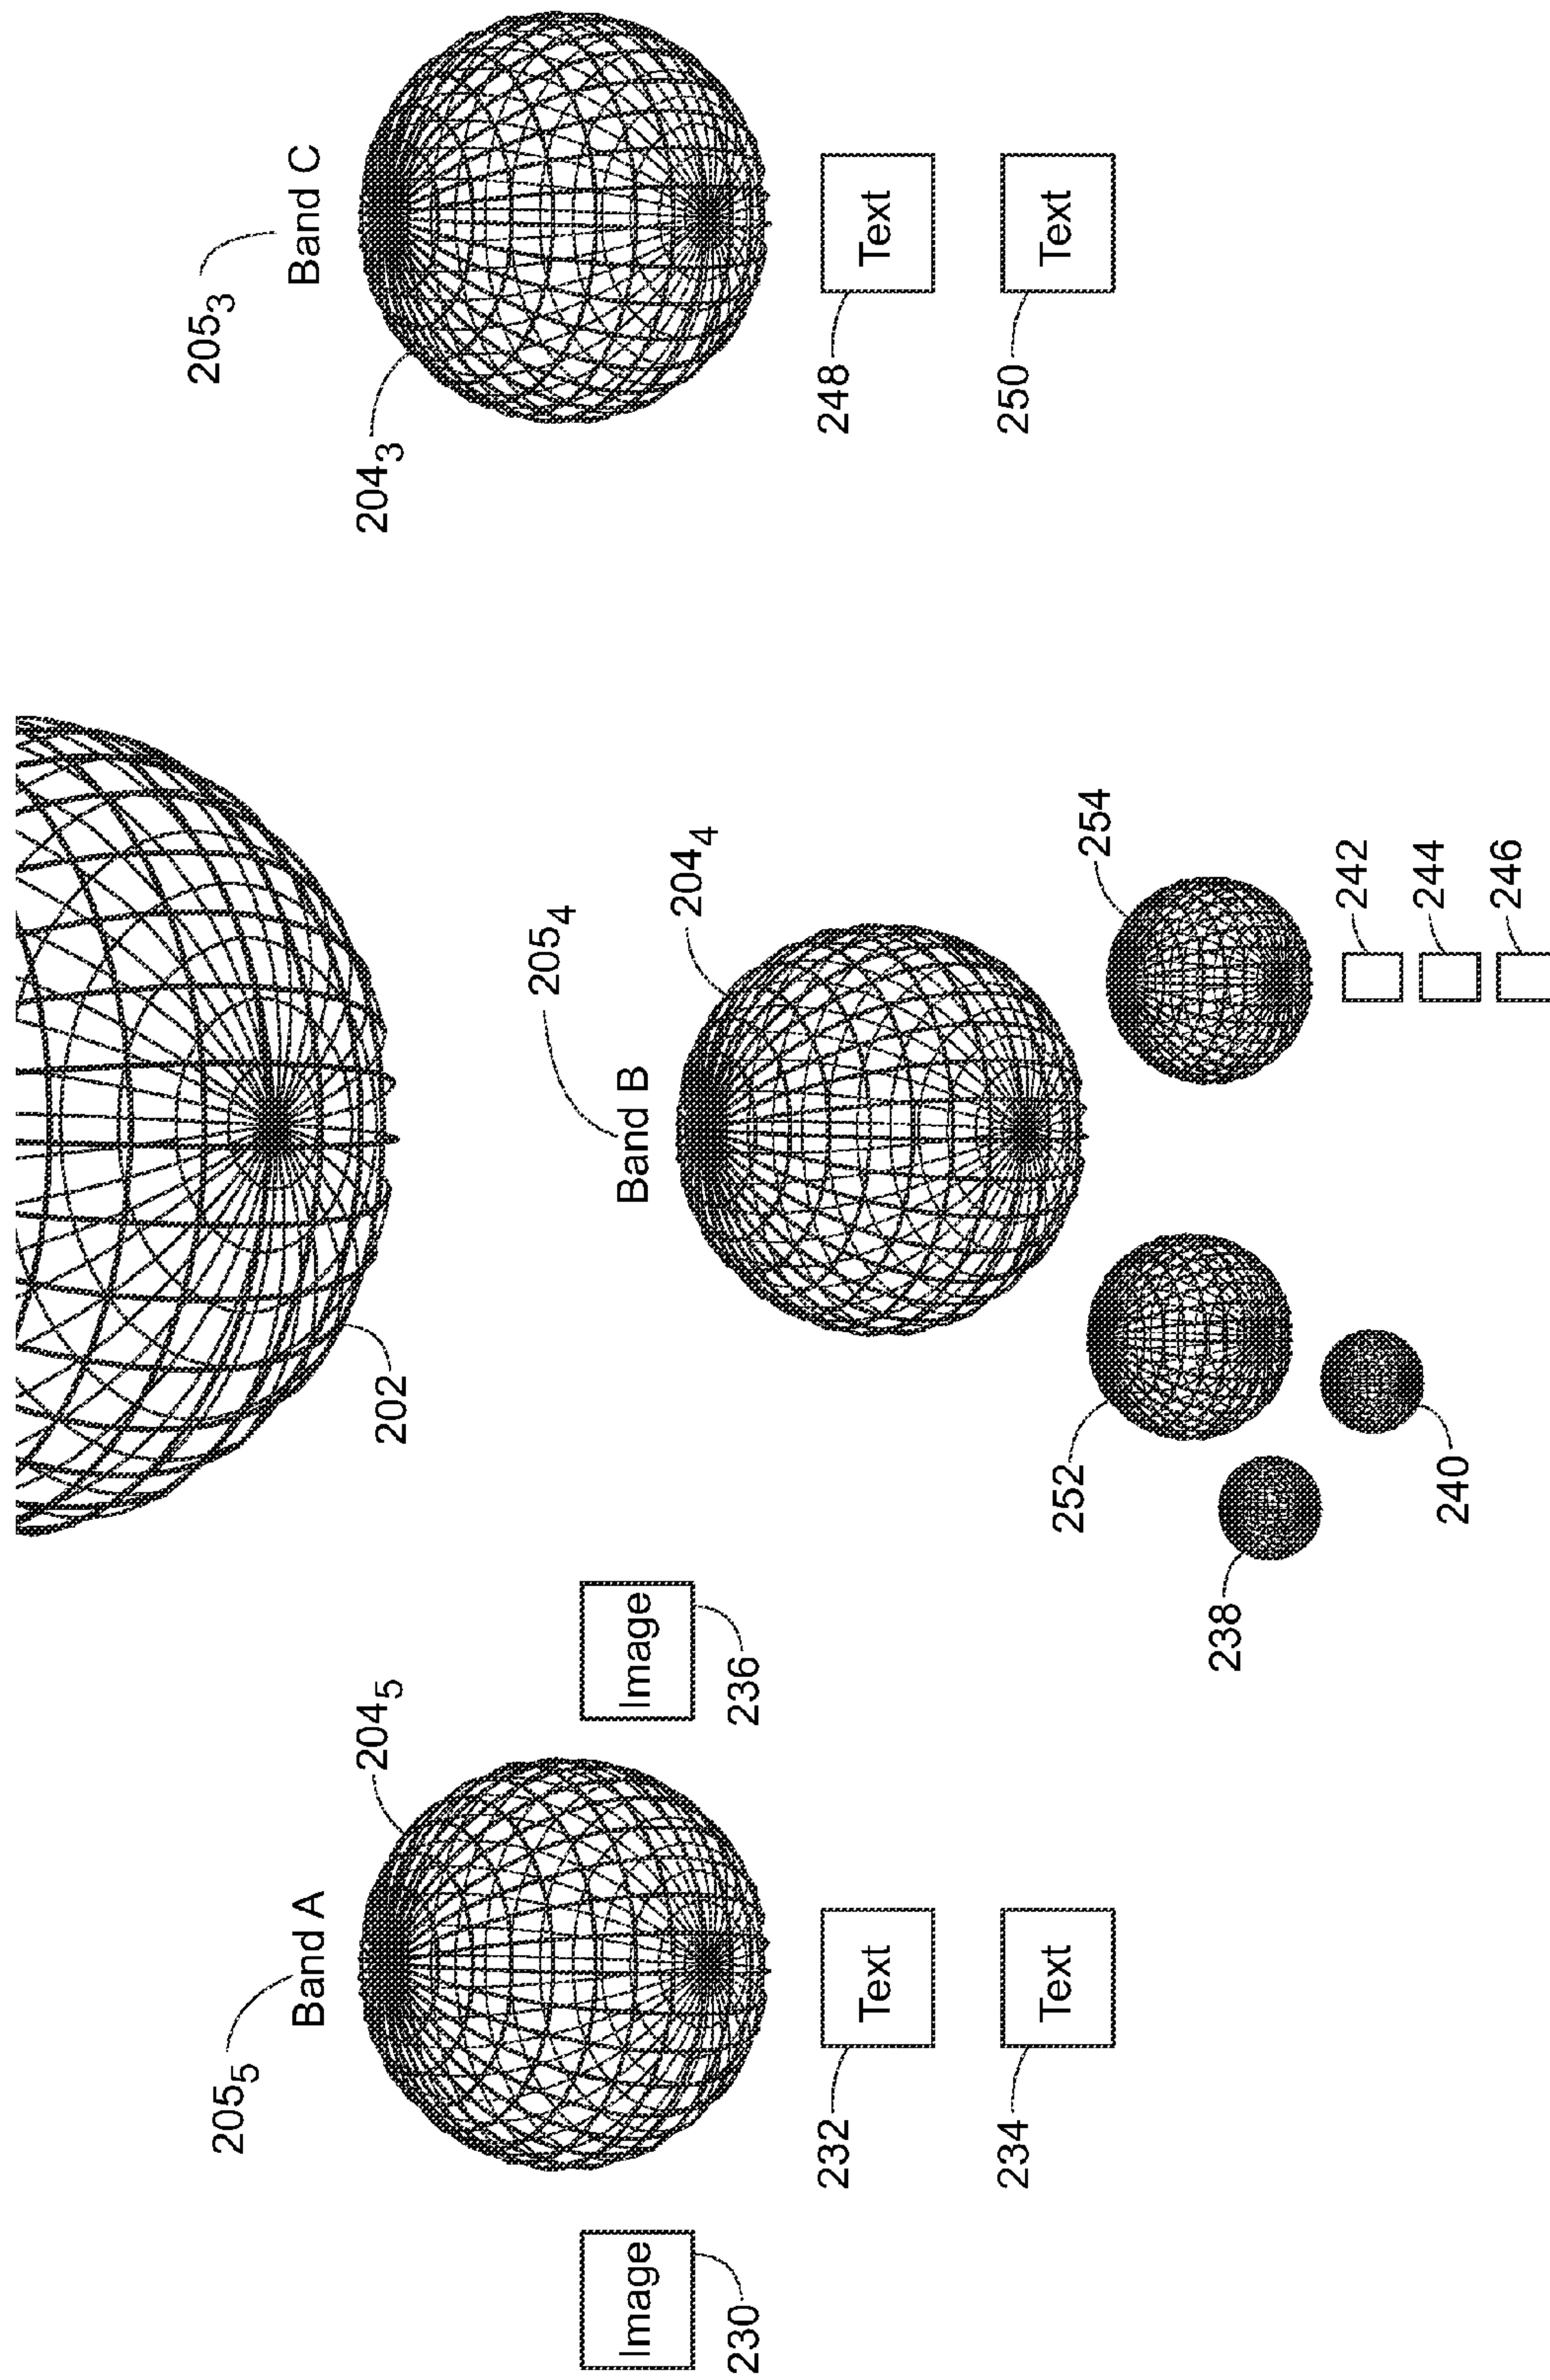 202
205₅
Band A
204₅
Image
230
Image
236
Text
232
Text
234
205₄
Band B
204₄
252
254
238
240
242
244
246
205₃
Band C
204₃
Text
248
Text
250